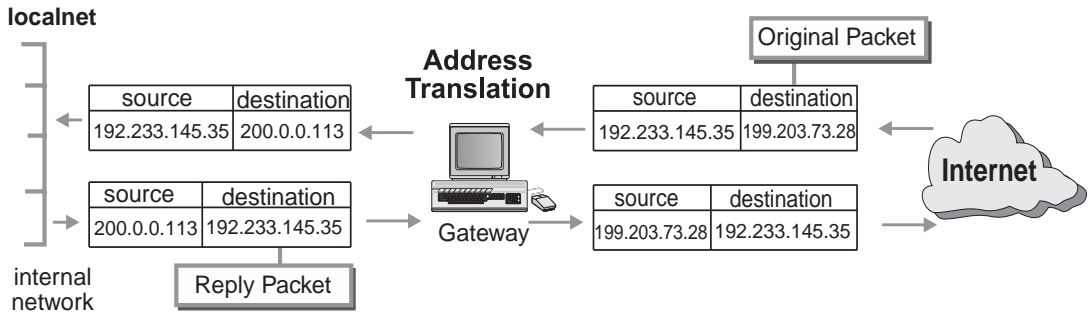 localnet
Original Packet
Address
Translation
source destination
192.233.145.35 200.0.0.113
source destination
192.233.145.35 199.203.73.28
Internet
source destination
200.0.0.113 192.233.145.35
Gateway
source destination
199.203.73.28 192.233.145.35
internal
network
Reply Packet